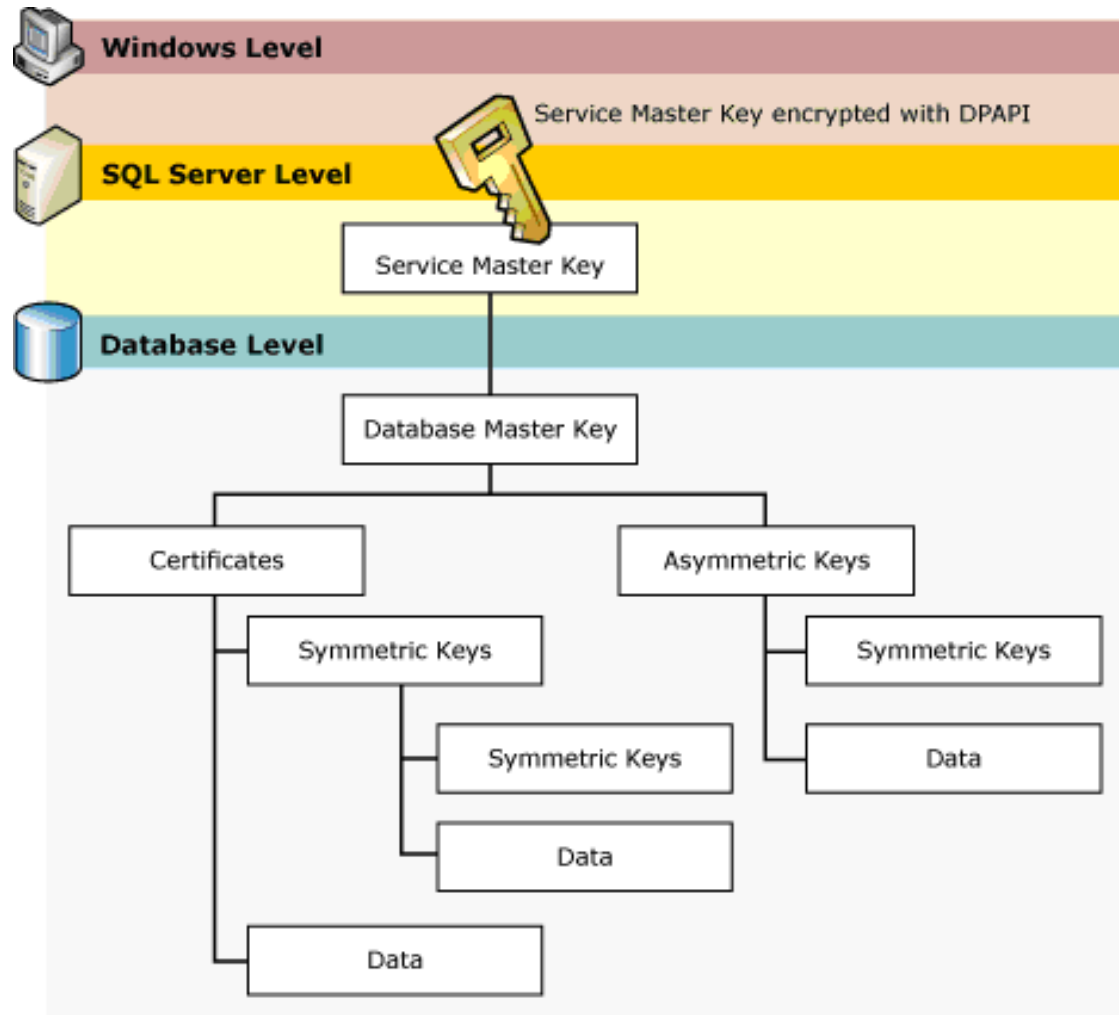 Windows Level
Service Master Key encrypted with DPAPI
SQL Server Level
Service Master Key
Database Level
Database Master Key
Certificates
Asymmetric Keys
Symmetric Keys
Symmetric Keys
Symmetric Keys
Data
Data
Data